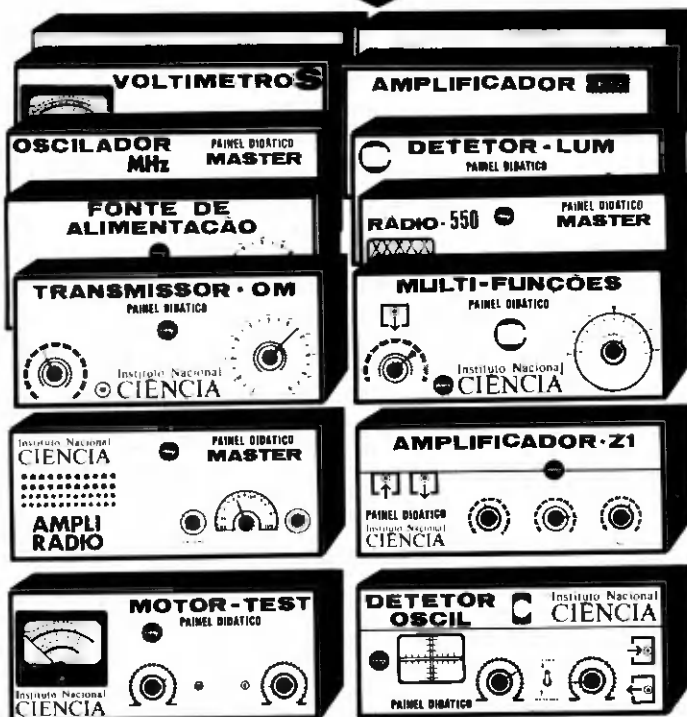 VOLTIMETRO S
AMPLIFICADOR
OSCILADOR
MHz
PAINEL DIDÁTICO
MASTER
DETETOR-LUM
PAINEL DIDÁTICO
FONTE DE
ALIMENTAÇÃO
RÁDIO-550
PAINEL DIDÁTICO
MASTER
TRANSMISSOR·OM
PAINEL DIDÁTICO
Instituto Nacional
CIÊNCIA
MULTI-FUNÇÕES
PAINEL DIDÁTICO
Instituto Nacional
CIÊNCIA
Instituto Nacional
CIENCIA
PAINEL DIDÁTICO
MASTER
AMPLI
RADIO
AMPLIFICADOR·Z1
PAINEL DIDÁTICO
Instituto Nacional
CIÊNCIA
MOTOR-TEST
PAINEL DIDÁTICO
Instituto Nacional
CIÊNCIA
DETETOR
OSCIL
Instituto Nacional
CIÊNCIA
PAINEL DIDÁTICO